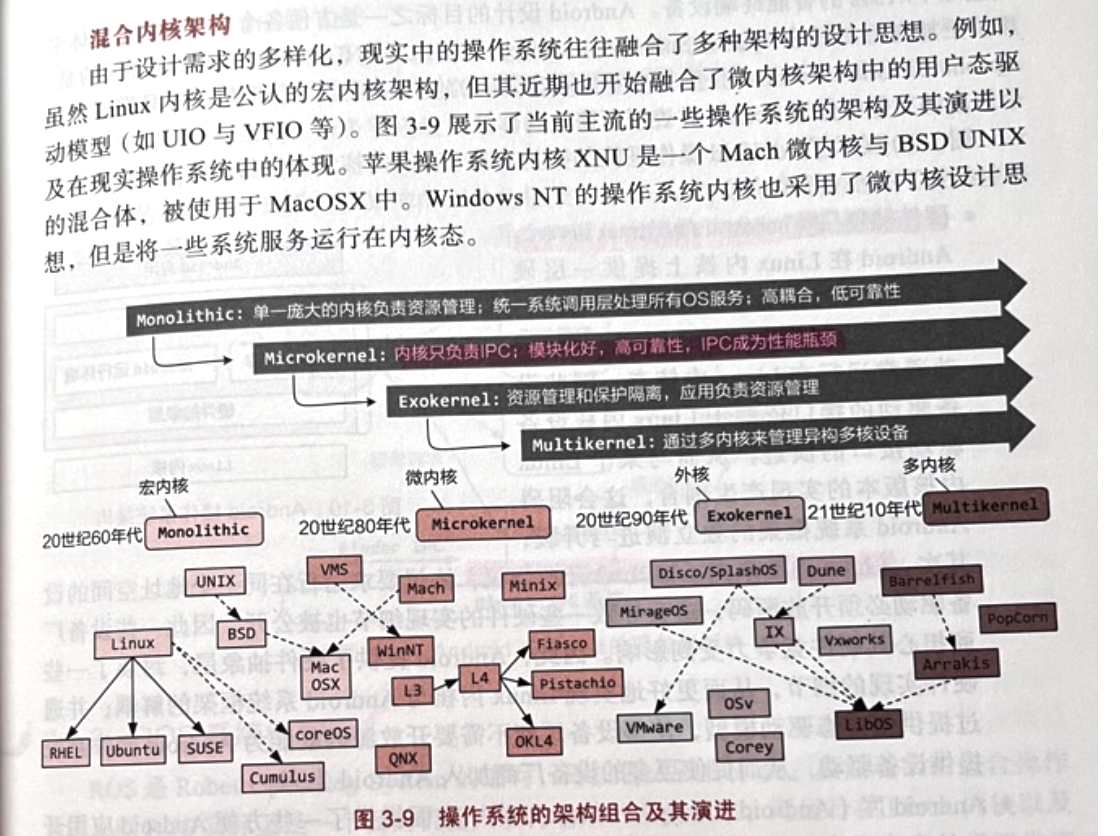 混合内核架构
由于设计需求的多样化，现实中的操作系统往往融合了多种架构的设计思想。例如，
虽然 Linux 内核是公认的宏内核架构，但其近期也开始融合了微内核架构中的用户态驱
动模型（如 UIO 与 VFIO 等）。图 3-9 展示了当前主流的一些操作系统的架构及其演进以
及在现实操作系统中的体现。苹果操作系统内核 XNU 是一个 Mach 微内核与 BSD UNIX
的混合体，被使用于 MacOSX 中。Windows NT 的操作系统内核也采用了微内核设计思
想，但是将一些系统服务运行在内核态。
Monolithic: 单一庞大的内核负责资源管理；统一系统调用层处理所有OS服务；高耦合，低可靠性
Microkernel: 内核只负责IPC；模块化好，高可靠性，IPC成为性能瓶颈
Exokernel: 资源管理和保护隔离，应用负责资源管理
Multikernel: 通过多内核来管理异构多核设备
宏内核
微内核
外核
多内核
20世纪60年代
Monolithic
20世纪80年代
Microkernel
20世纪90年代
Exokernel
21世纪10年代
Multikernel
UNIX
VMS
Mach
Minix
Disco/SplashOS
Dune
Barrelfish
Linux
BSD
WinNT
Fiasco
MirageOS
IX
Vxworks
PopCorn
Mac
OSX
L3
L4
Pistachio
Arrakis
RHEL
Ubuntu
SUSE
coreOS
Cumulus
QNX
OKL4
VMware
OSv
Corey
LibOS
图 3-9 操作系统的架构组合及其演进